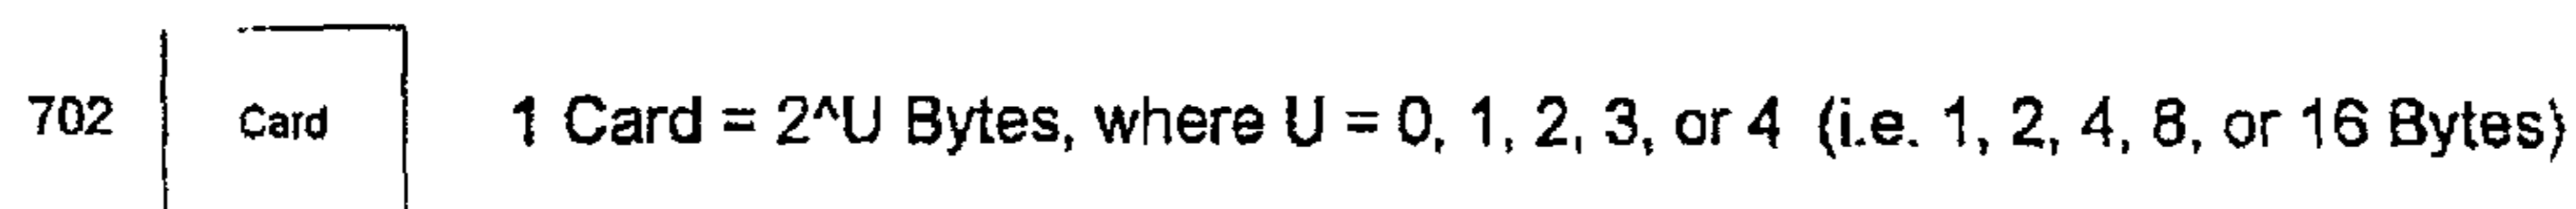 702 Card 1 Card = 2^U Bytes, where U = 0, 1, 2, 3, or 4 (i.e. 1, 2, 4, 8, or 16 Bytes)